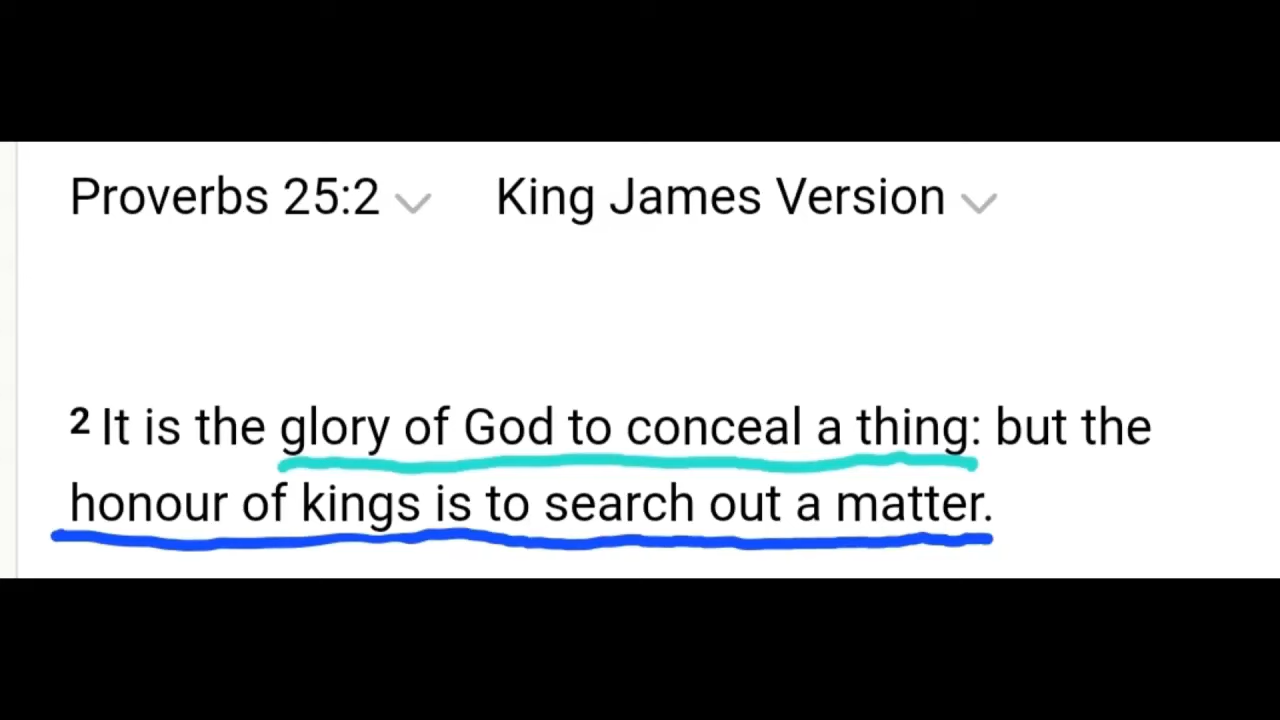 Proverbs 25:2 King James Version
2 It is the glory of God to conceal a thing: but the
honour of kings is to search out a matter.